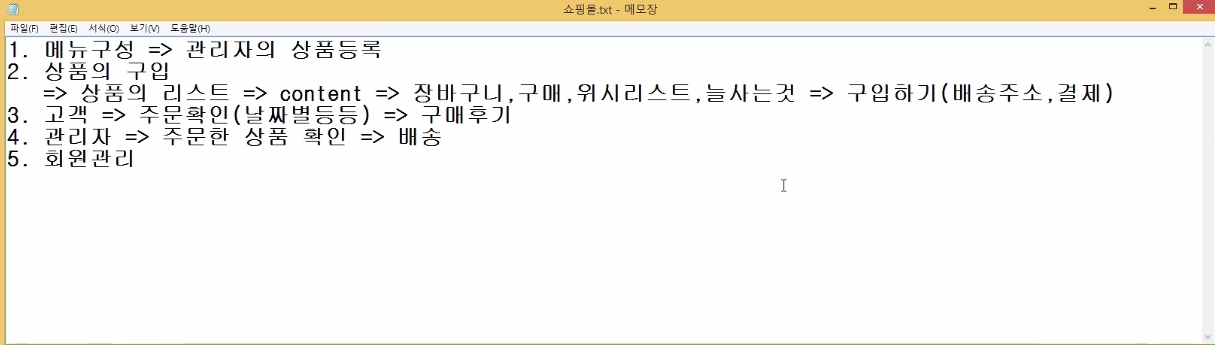 쇼핑몰.txt - 메모장
파일(F) 편집(E) 서식(O) 보기(V) 도움말(H)
1. 메뉴구성 => 관리자의 상품등록
2. 상품의 구입
=> 상품의 리스트 => content => 장바구니,구매,위시리스트,늘사는것 => 구입하기(배송주소,결제)
3. 고객 => 주문확인(날짜별등등) => 구매후기
4. 관리자 => 주문한 상품 확인 => 배송
5. 회원관리